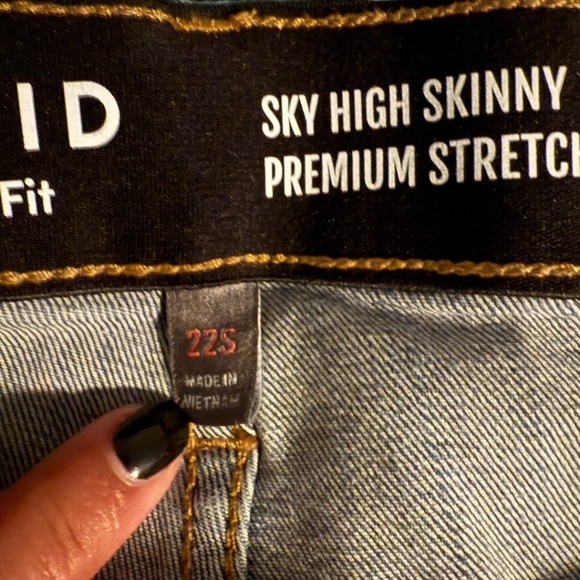 ID
Fit
SKY HIGH SKINNY
PREMIUM STRETCH
22S
MADE IN
VIETNAM